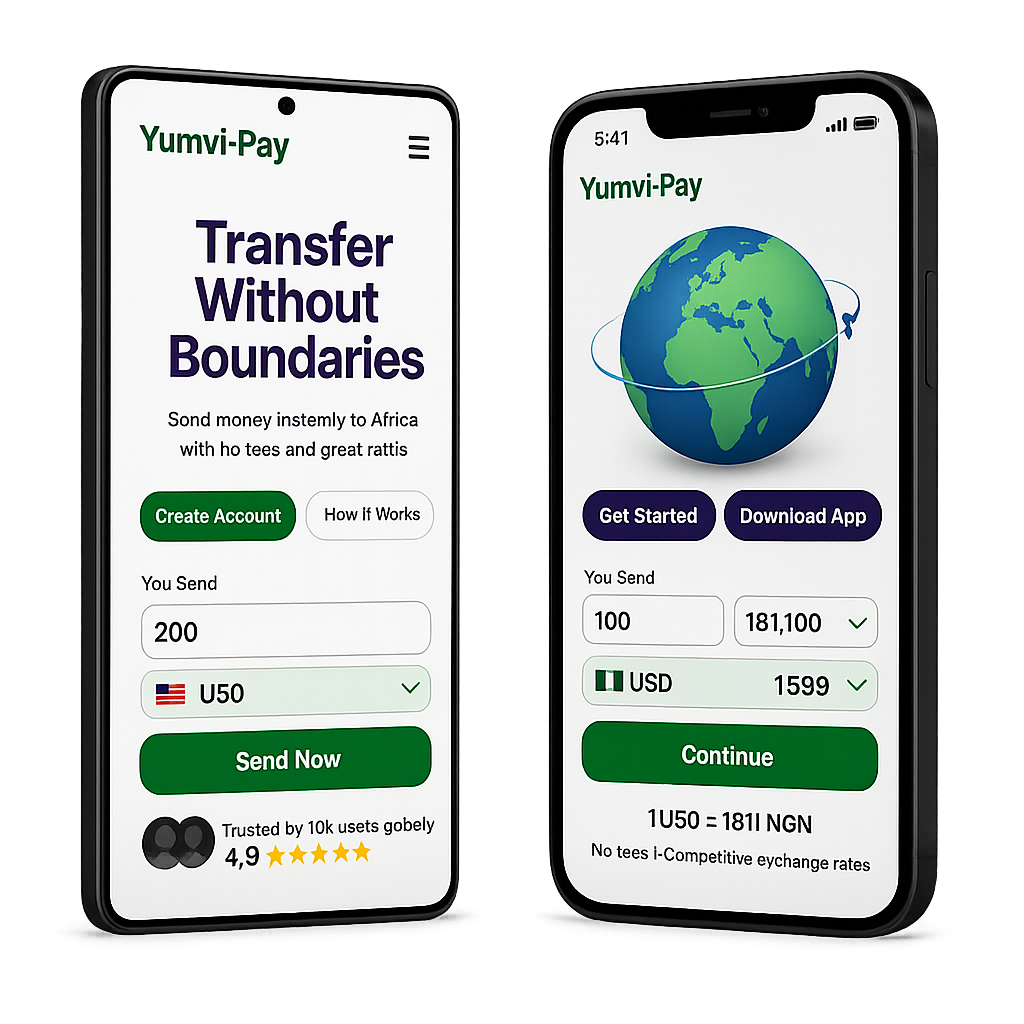 Yumvi-Pay
Transfer
Without
Boundaries
Sond money instemly to Africa
with ho tees and great rattis
Create Account
How If Works
You Send
200
U50
Send Now
Trusted by 10k usets gobely
4,9
5:41
Yumvi-Pay
Get Started
Download App
You Send
100
181,100
USD
1599
Continue
1U50 = 181I NGN
No tees i-Competitive eychange rates